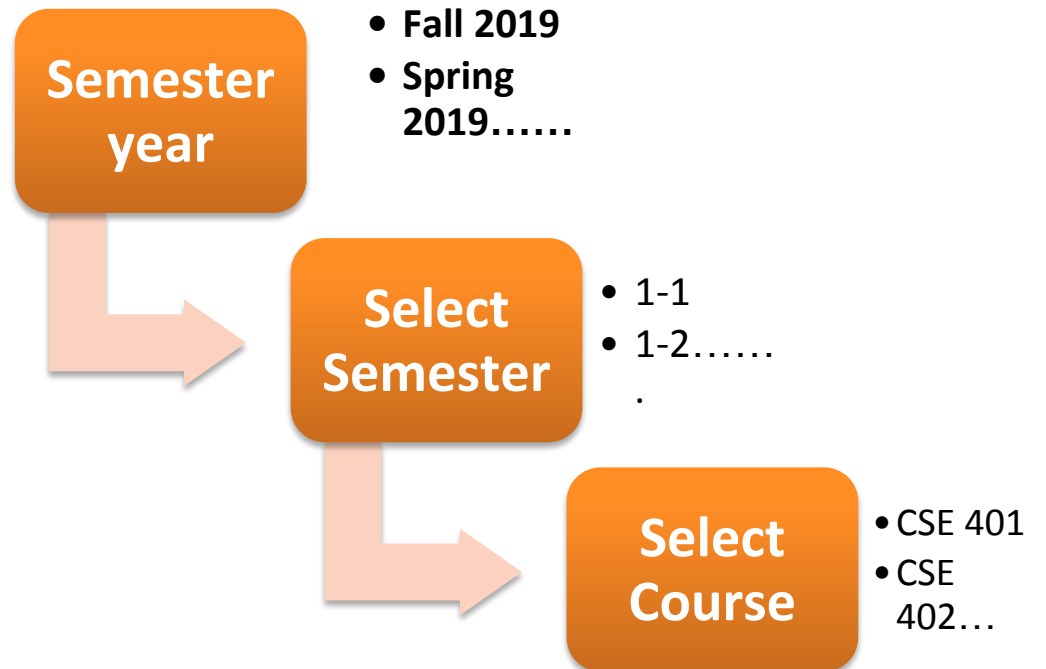 Semester
year
• Fall 2019
• Spring
2019......
Select
Semester
• 1-1
• 1-2......
.
Select
Course
• CSE 401
• CSE
402...